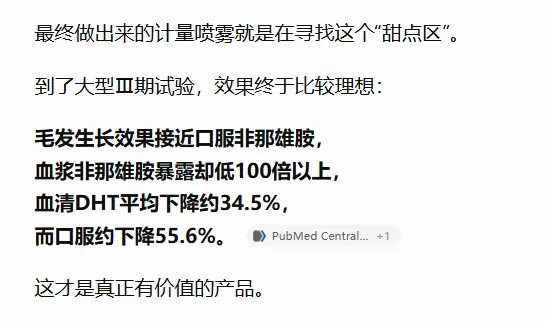 最终做出来的计量喷雾就是在寻找这个“甜点区”。
到了大型Ⅲ期试验，效果终于比较理想：
毛发生长效果接近口服非那雄胺，
血浆非那雄胺暴露却低100倍以上，
血清DHT平均下降约34.5%，
而口服约下降55.6%。 PubMed Central... +1
这才是真正有价值的产品。